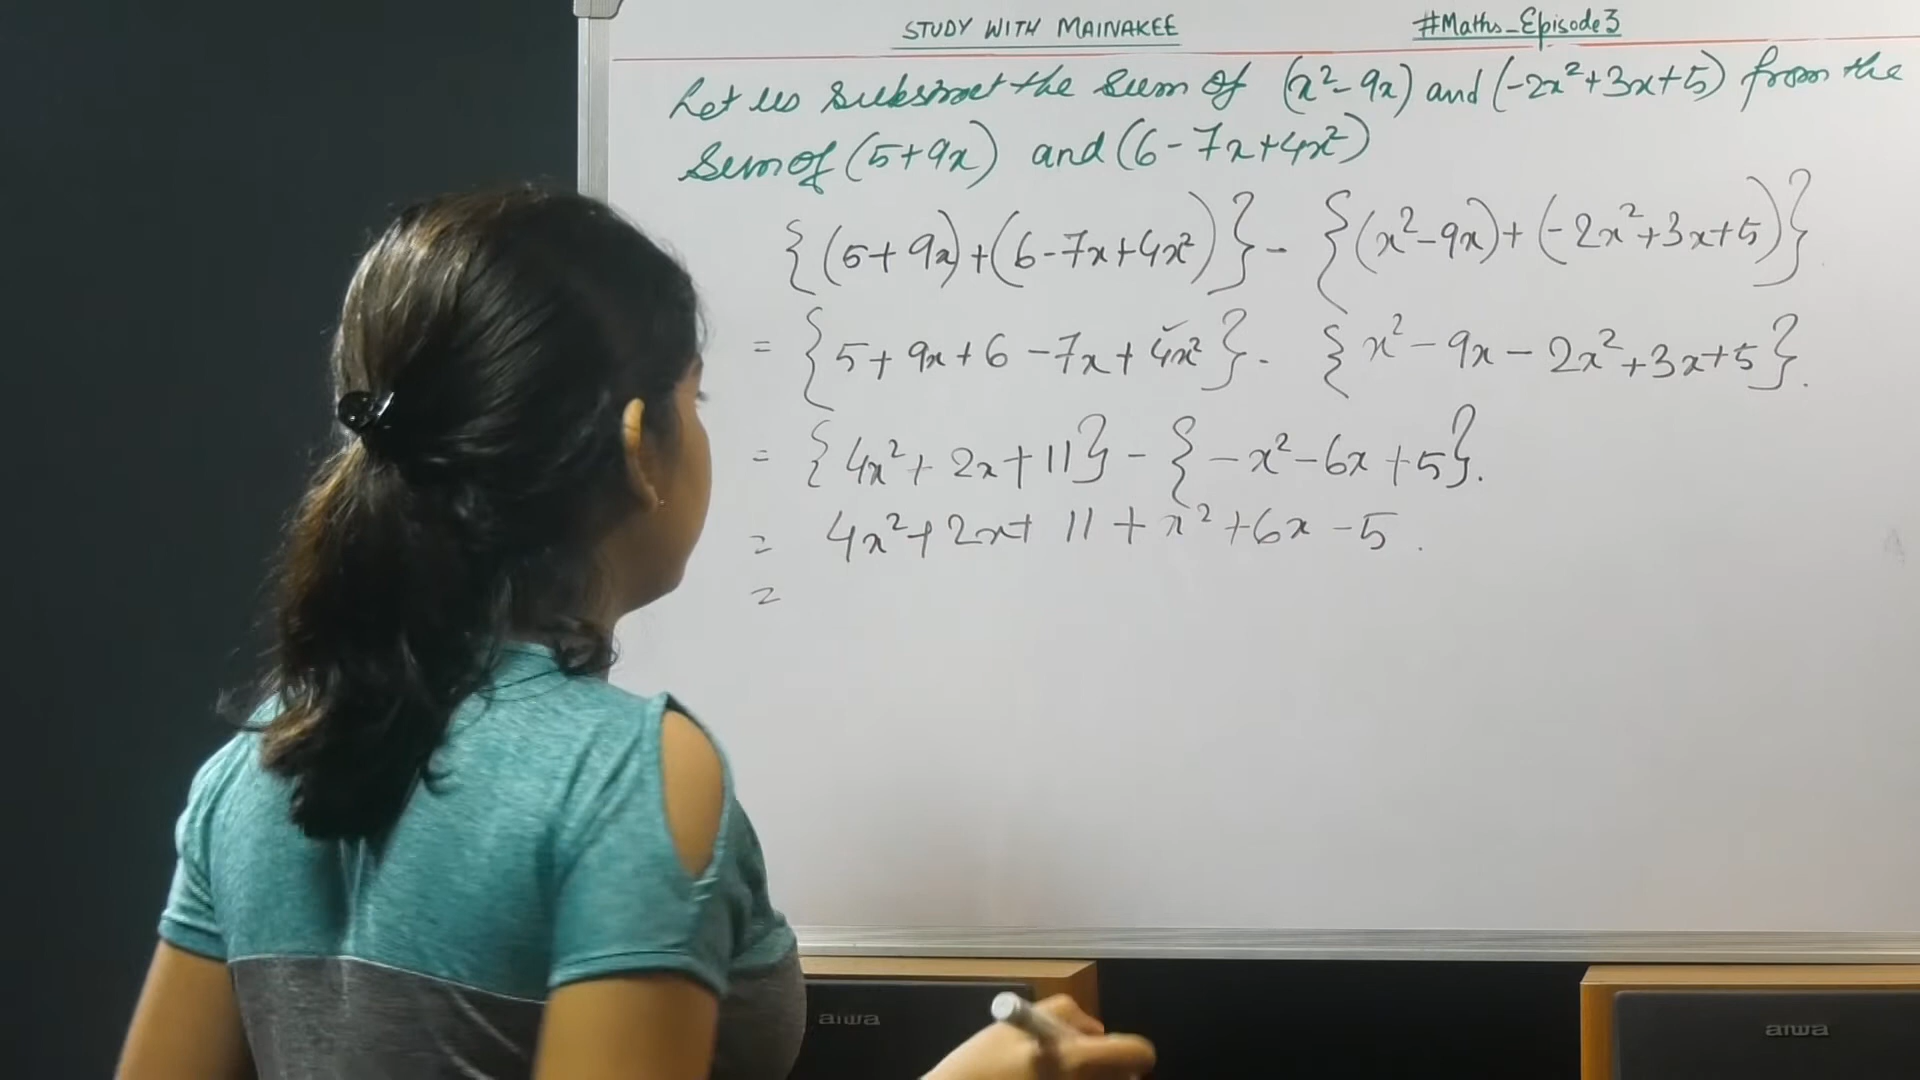 STUDY WITH MAINAKEE
#Maths_Episode3
Let us substract the Sum of (x²-9x) and (-2x²+3x+5) from the
Sum of (5+9x) and (6-7x+4x²)
{(5+9x)+(6-7x+4x²)} - {(x²-9x)+(-2x²+3x+5)}
= {5+9x+6-7x+4x²} - {x²-9x-2x²+3x+5}.
= {4x²+2x+11} - {-x²-6x+5}.
= 4x²+2x+11+x²+6x-5.
=
aiwa
aiwa